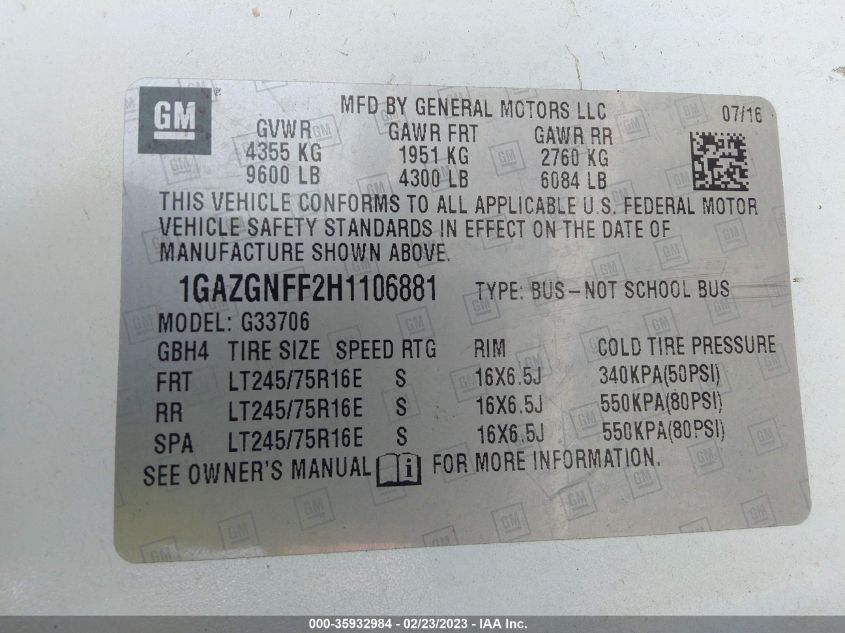 GM
MFD BY GENERAL MOTORS LLC 07/16
GVWR GAWR FRT GAWR RR
4355 KG 1951 KG 2760 KG
9600 LB 4300 LB 6084 LB
THIS VEHICLE CONFORMS TO ALL APPLICABLE U.S. FEDERAL MOTOR
VEHICLE SAFETY STANDARDS IN EFFECT ON THE DATE OF
MANUFACTURE SHOWN ABOVE.
1GAZGNFF2H1106881 TYPE: BUS-NOT SCHOOL BUS
MODEL: G33706
GBH4 TIRE SIZE SPEED RTG RIM COLD TIRE PRESSURE
FRT LT245/75R16E S 16X6.5J 340KPA(50PSI)
RR LT245/75R16E S 16X6.5J 550KPA(80PSI)
SPA LT245/75R16E S 16X6.5J 550KPA(80PSI)
SEE OWNER'S MANUAL i FOR MORE INFORMATION.
000-35932984 - 02/23/2023 - IAA Inc.